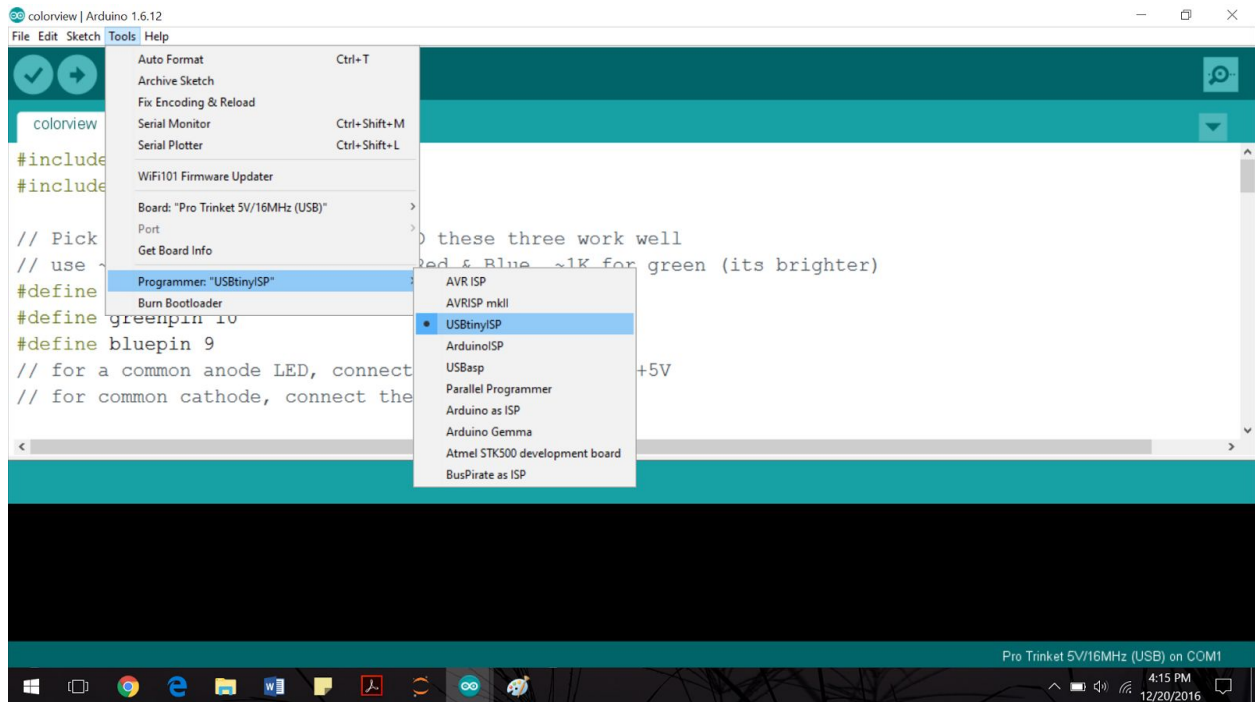 colorview | Arduino 1.6.12
File Edit Sketch Tools Help
Auto Format Ctrl+T
Archive Sketch
Fix Encoding & Reload
Serial Monitor Ctrl+Shift+M
Serial Plotter Ctrl+Shift+L
WiFi101 Firmware Updater
Board: "Pro Trinket 5V/16MHz (USB)"
Port
Get Board Info
Programmer: "USBtinyISP"
Burn Bootloader
AVR ISP
AVRISP mkII
USBtinyISP
ArduinoISP
USBasp
Parallel Programmer
Arduino as ISP
Arduino Gemma
Atmel STK500 development board
BusPirate as ISP
colorview
#include
#include
// Pick these three work well
// use ~ Red & Blue, ~1K for green (its brighter)
#define
#define greenpin 10
#define bluepin 9
// for a common anode LED, connect +5V
// for common cathode, connect the
Pro Trinket 5V/16MHz (USB) on COM1
4:15 PM
12/20/2016